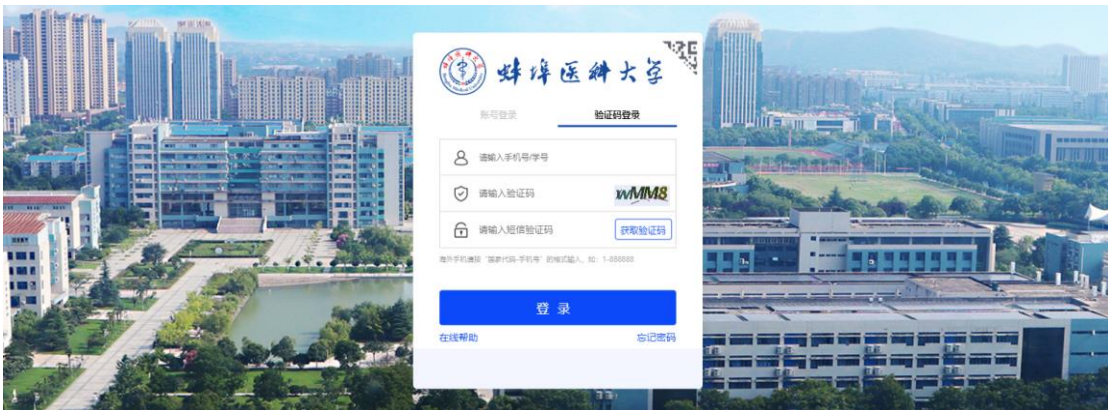 蚌埠医科大学
账号登录
验证码登录
请输入手机号/学号
请输入验证码
请输入短信验证码
获取验证码
海外手机请按“国家代码-手机号”的格式输入，如：1-888888
登 录
在线帮助
忘记密码